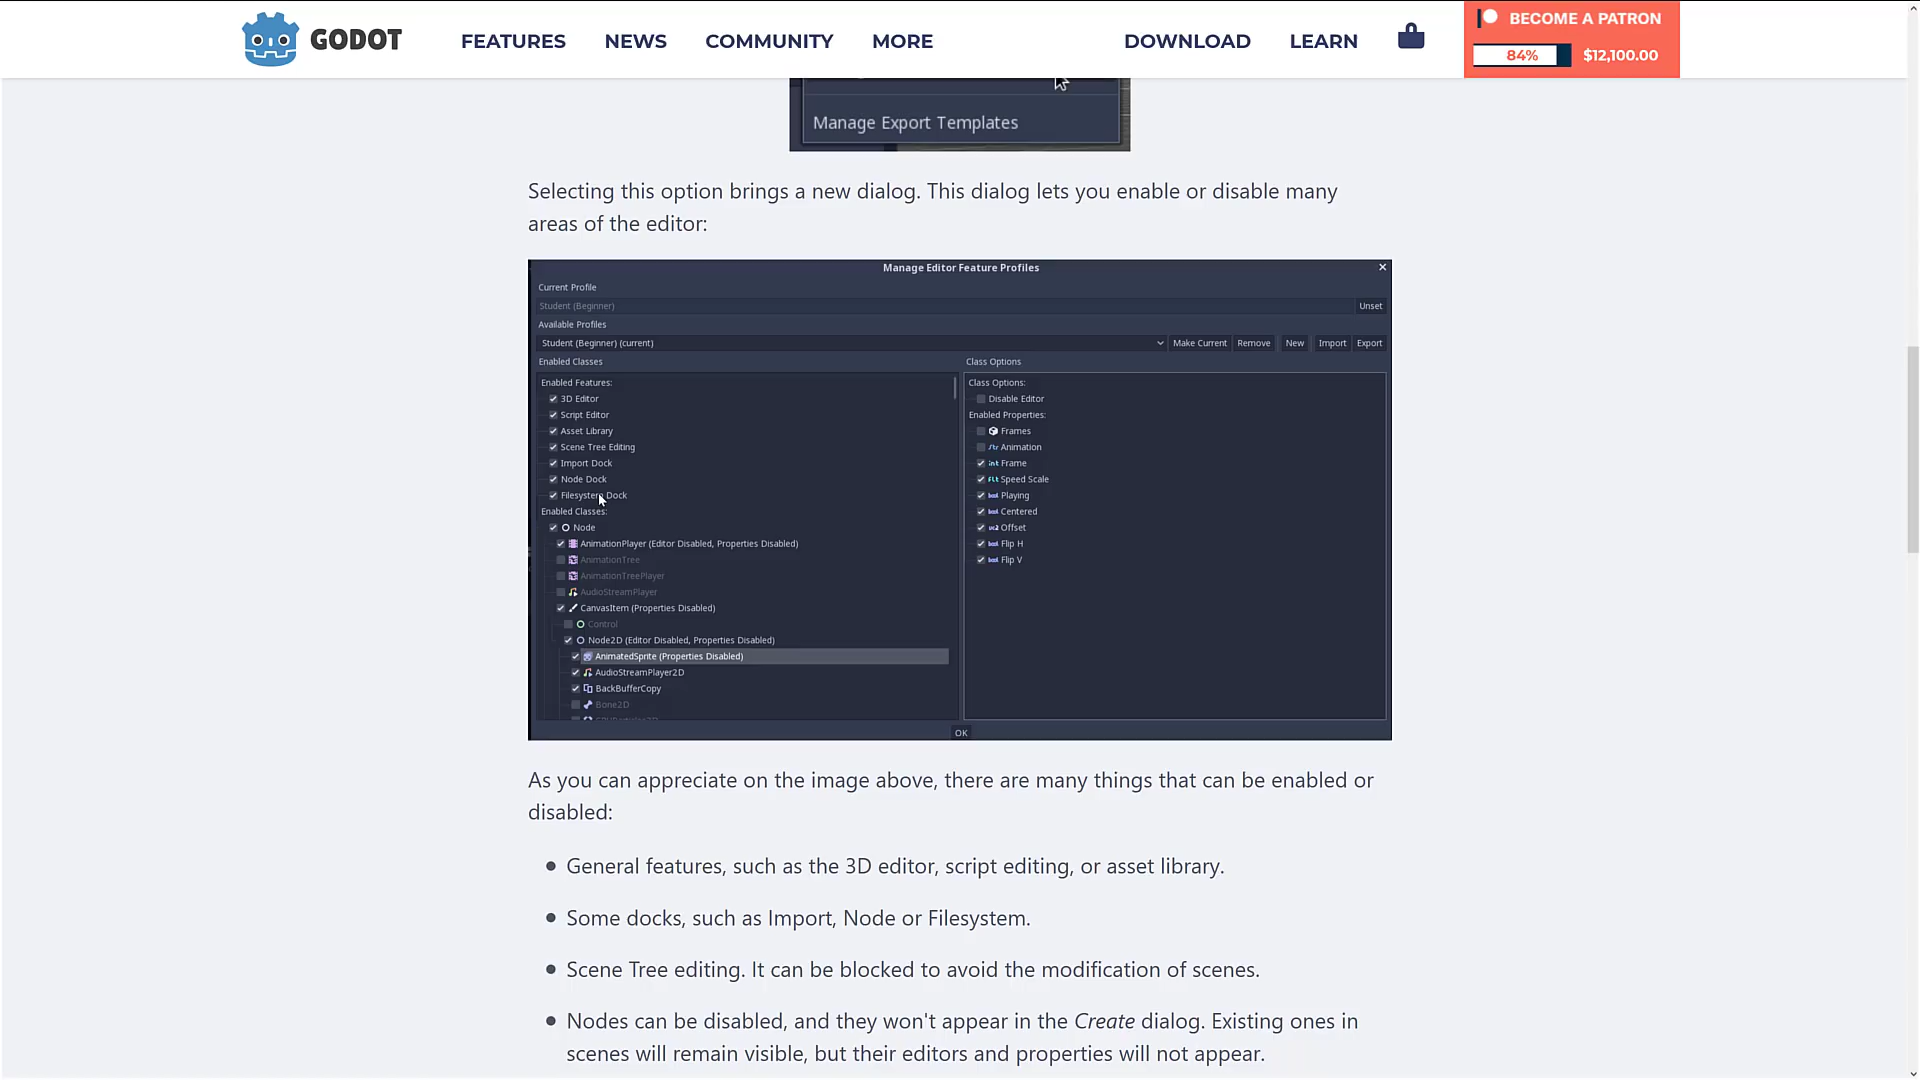 GODOT
FEATURES
NEWS
COMMUNITY
MORE
DOWNLOAD
LEARN
BECOME A PATRON
84%
$12,100.00
Manage Export Templates
Selecting this option brings a new dialog. This dialog lets you enable or disable many
areas of the editor:
Manage Editor Feature Profiles
Current Profile
Student (Beginner)
Unset
Available Profiles
Student (Beginner) (current)
Make Current
Remove
New
Import
Export
Enabled Classes
Enabled Features:
3D Editor
Script Editor
Asset Library
Scene Tree Editing
Import Dock
Node Dock
Filesystem Dock
Enabled Classes:
Node
AnimationPlayer (Editor Disabled, Properties Disabled)
AnimationTree
AnimationTreePlayer
AudioStreamPlayer
CanvasItem (Properties Disabled)
Control
Node2D (Editor Disabled, Properties Disabled)
AnimatedSprite (Properties Disabled)
AudioStreamPlayer2D
BackBufferCopy
Bone2D
Class Options
Class Options:
Disable Editor
Enabled Properties:
Frames
Animation
Frame
Speed Scale
Playing
Centered
Offset
Flip H
Flip V
OK
As you can appreciate on the image above, there are many things that can be enabled or
disabled:
General features, such as the 3D editor, script editing, or asset library.
Some docks, such as Import, Node or Filesystem.
Scene Tree editing. It can be blocked to avoid the modification of scenes.
Nodes can be disabled, and they won't appear in the Create dialog. Existing ones in
scenes will remain visible, but their editors and properties will not appear.